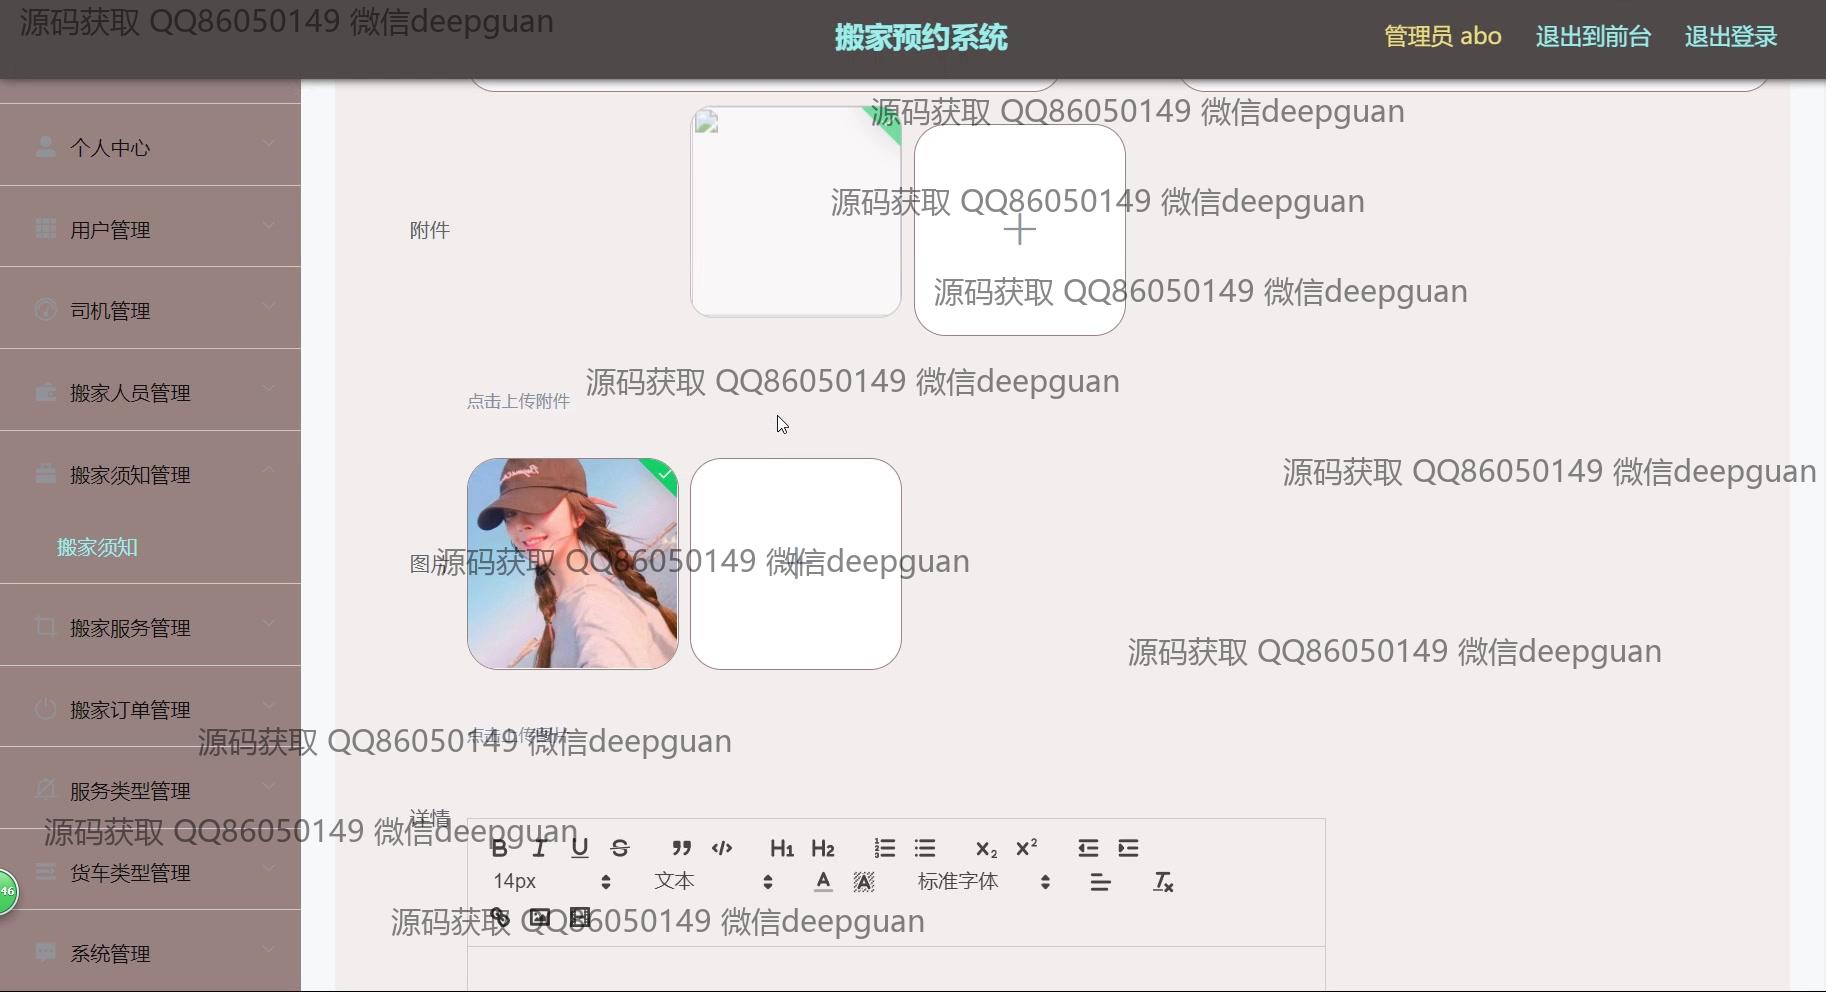 源码获取 QQ86050149 微信deepguan
搬家预约系统
管理员 abo
退出到前台
退出登录
源码获取 QQ86050149 微信deepguan
个人中心
源码获取 QQ86050149 微信deepguan
用户管理
附件
源码获取 QQ86050149 微信deepguan
司机管理
源码获取 QQ86050149 微信deepguan
搬家人员管理
点击上传附件
搬家须知管理
源码获取 QQ86050149 微信deepguan
搬家须知
图片
源码获取 QQ86050149 微信deepguan
搬家服务管理
源码获取 QQ86050149 微信deepguan
搬家订单管理
点击上传图片
源码获取 QQ86050149 微信deepguan
服务类型管理
详情
源码获取 QQ86050149 微信deepguan
B I U S H1 H2 X2 X2
货车类型管理
14px 文本 A A 标准字体 Tx
46
源码获取 QQ86050149 微信deepguan
系统管理